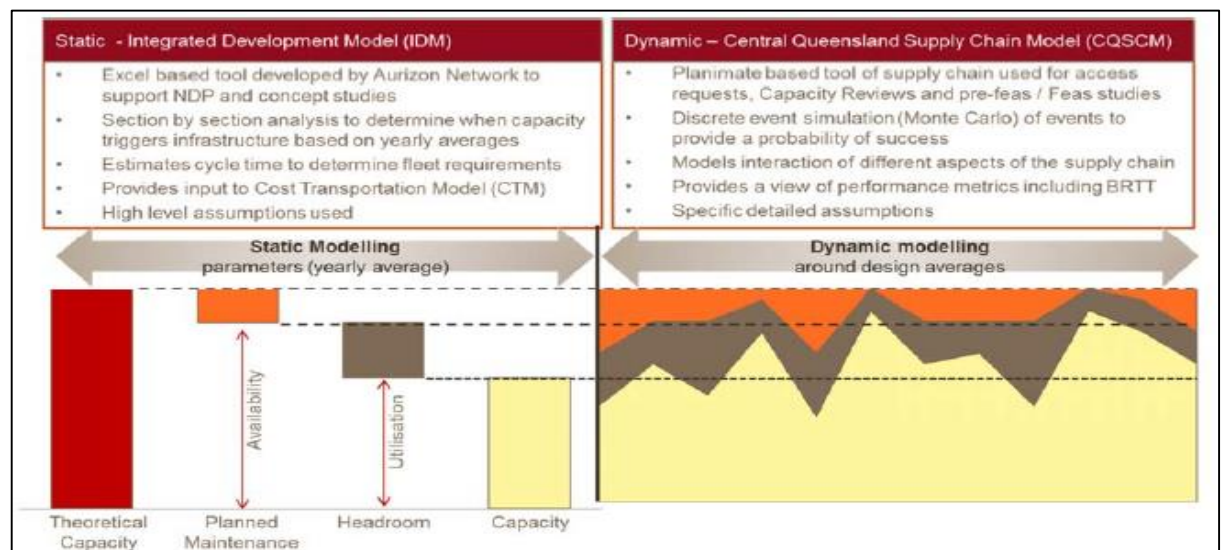 Static - Integrated Development Model (IDM)
• Excel based tool developed by Aurizon Network to
support NDP and concept studies
• Section by section analysis to determine when capacity
triggers infrastructure based on yearly averages
• Estimates cycle time to determine fleet requirements
• Provides input to Cost Transportation Model (CTM)
• High level assumptions used
Dynamic – Central Queensland Supply Chain Model (CQSCM)
• Planimate based tool of supply chain used for access
requests, Capacity Reviews and pre-feas / Feas studies
• Discrete event simulation (Monte Carlo) of events to
provide a probability of success
• Models interaction of different aspects of the supply chain
• Provides a view of performance metrics including BRTT
• Specific detailed assumptions
Static Modelling
parameters (yearly average)
Dynamic modelling
around design averages
Availability
Utilisation
Theoretical
Capacity
Planned
Maintenance
Headroom
Capacity